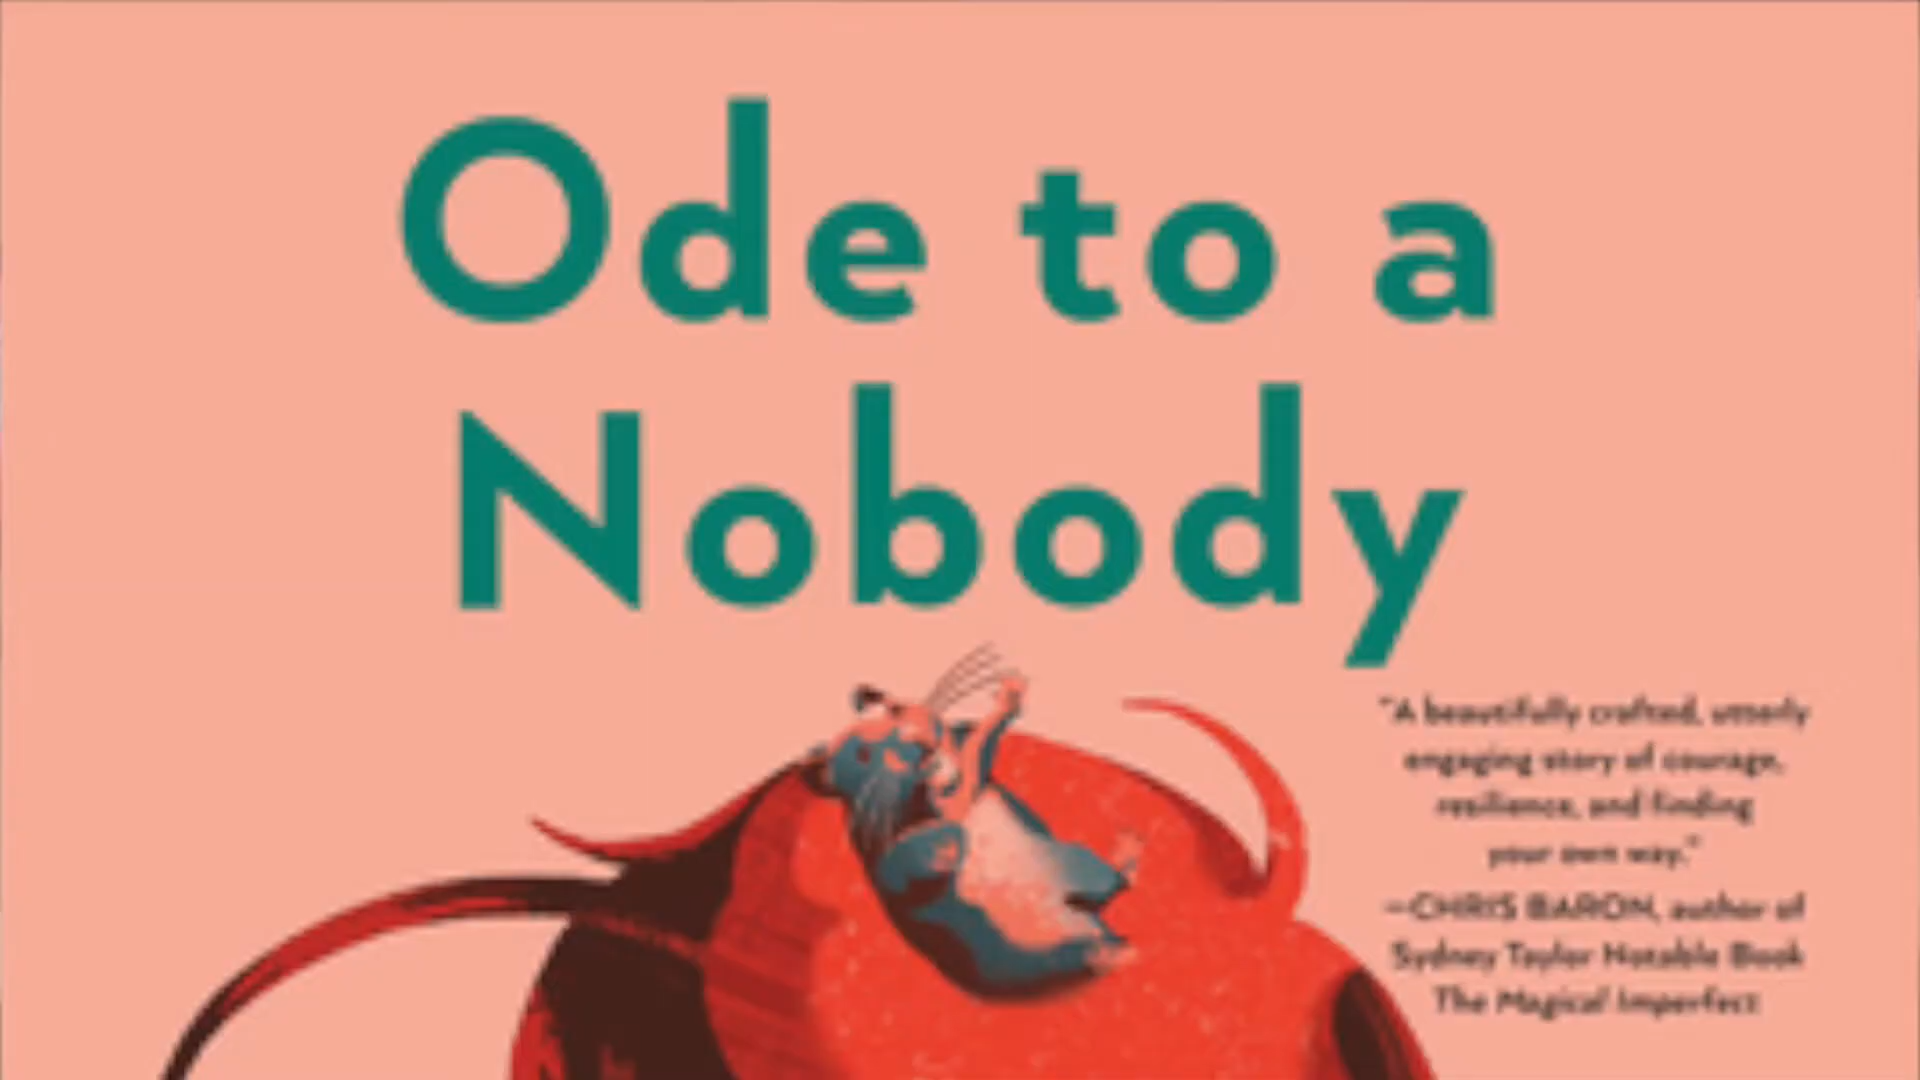 Ode to a
Nobody
"A beautifully crafted, utterly
engaging story of courage,
resilience, and finding
your own way."
—CHRIS BARON, author of
Sydney Taylor Notable Book
The Magical Imperfect